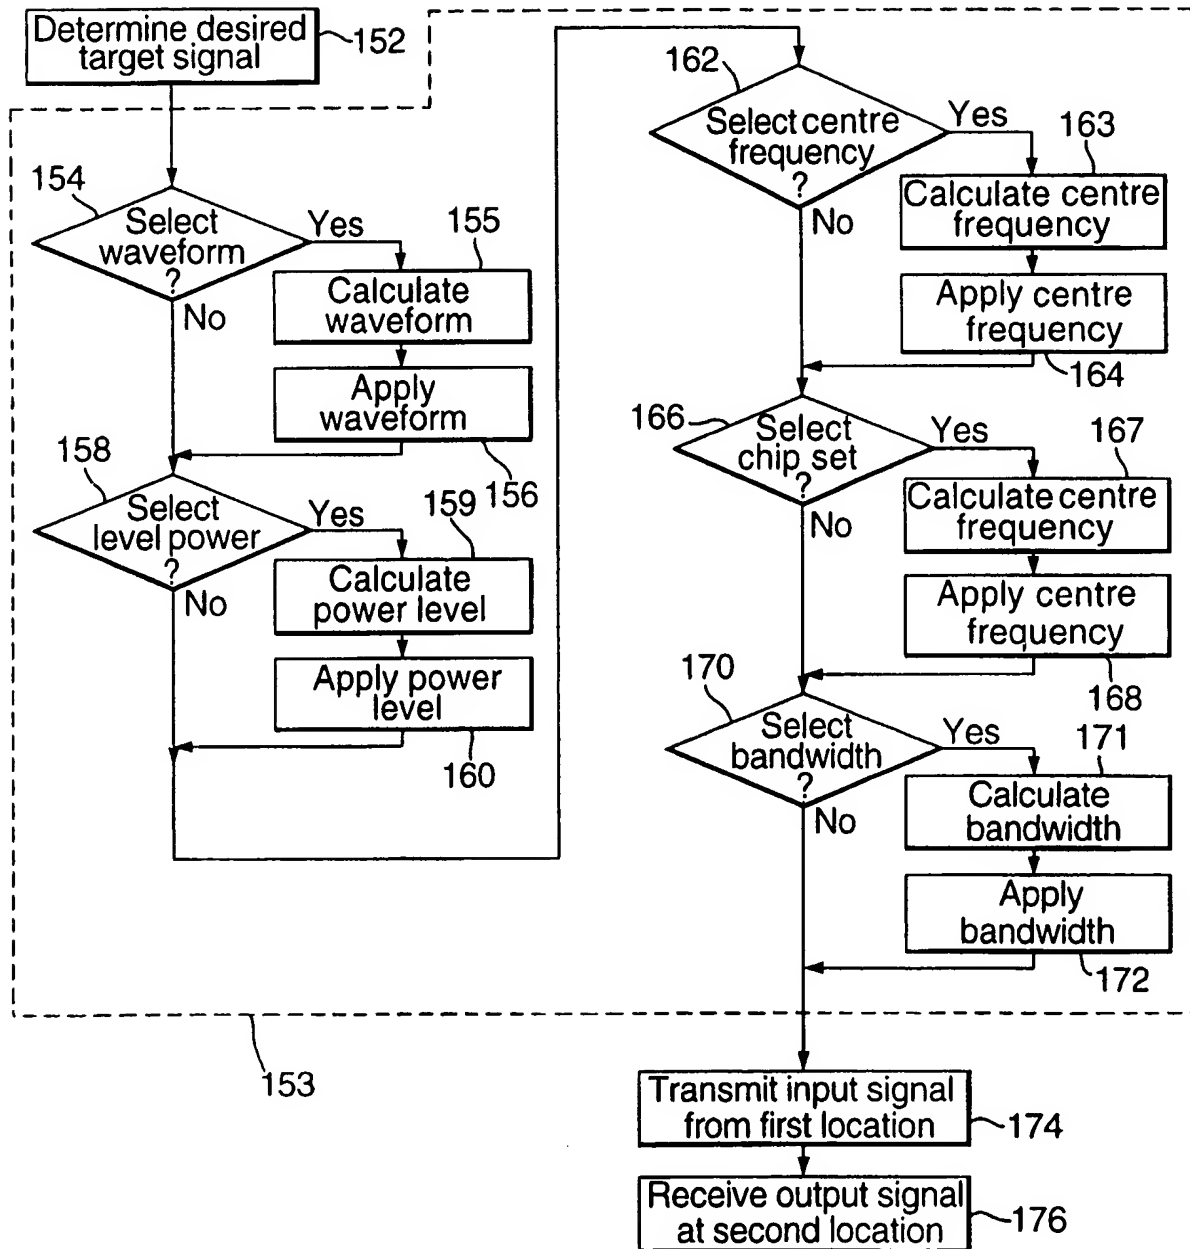 Determine desired
target signal
152
154
Select
waveform
?
Yes
No
155
Calculate
waveform
Apply
waveform
156
158
Select
level power
?
Yes
No
159
Calculate
power level
Apply power
level
160
162
Select centre
frequency
?
Yes
No
163
Calculate centre
frequency
Apply centre
frequency
164
166
Select
chip set
?
Yes
No
167
Calculate centre
frequency
Apply centre
frequency
168
170
Select
bandwidth
?
Yes
No
171
Calculate
bandwidth
Apply
bandwidth
172
153
Transmit input signal
from first location
174
Receive output signal
at second location
176